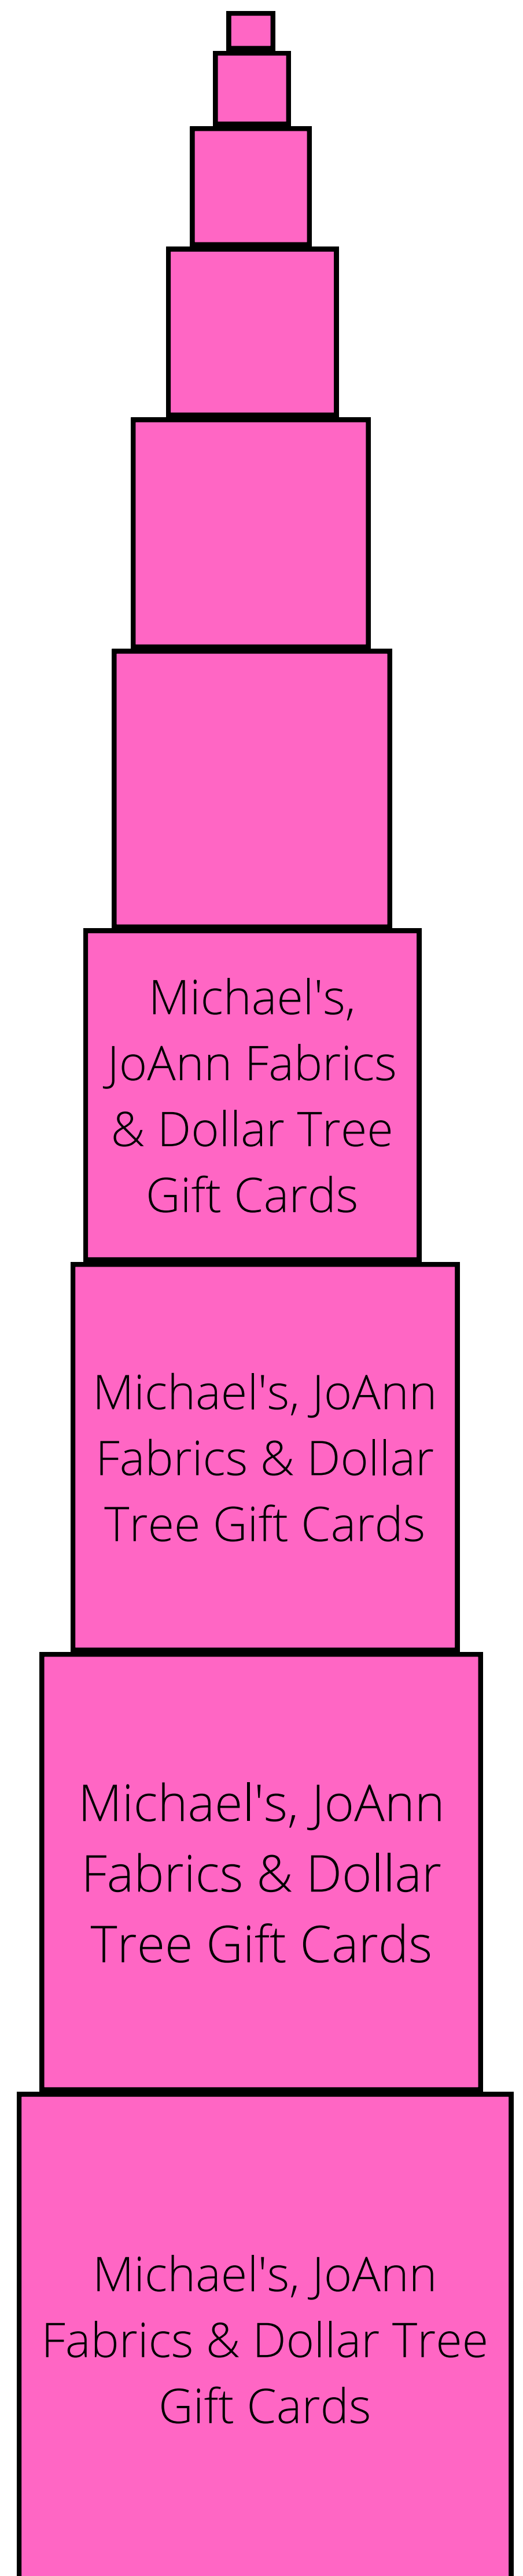 Michael's,
JoAnn Fabrics
& Dollar Tree
Gift Cards
Michael's, JoAnn
Fabrics & Dollar
Tree Gift Cards
Michael's, JoAnn
Fabrics & Dollar
Tree Gift Cards
Michael's, JoAnn
Fabrics & Dollar Tree
Gift Cards